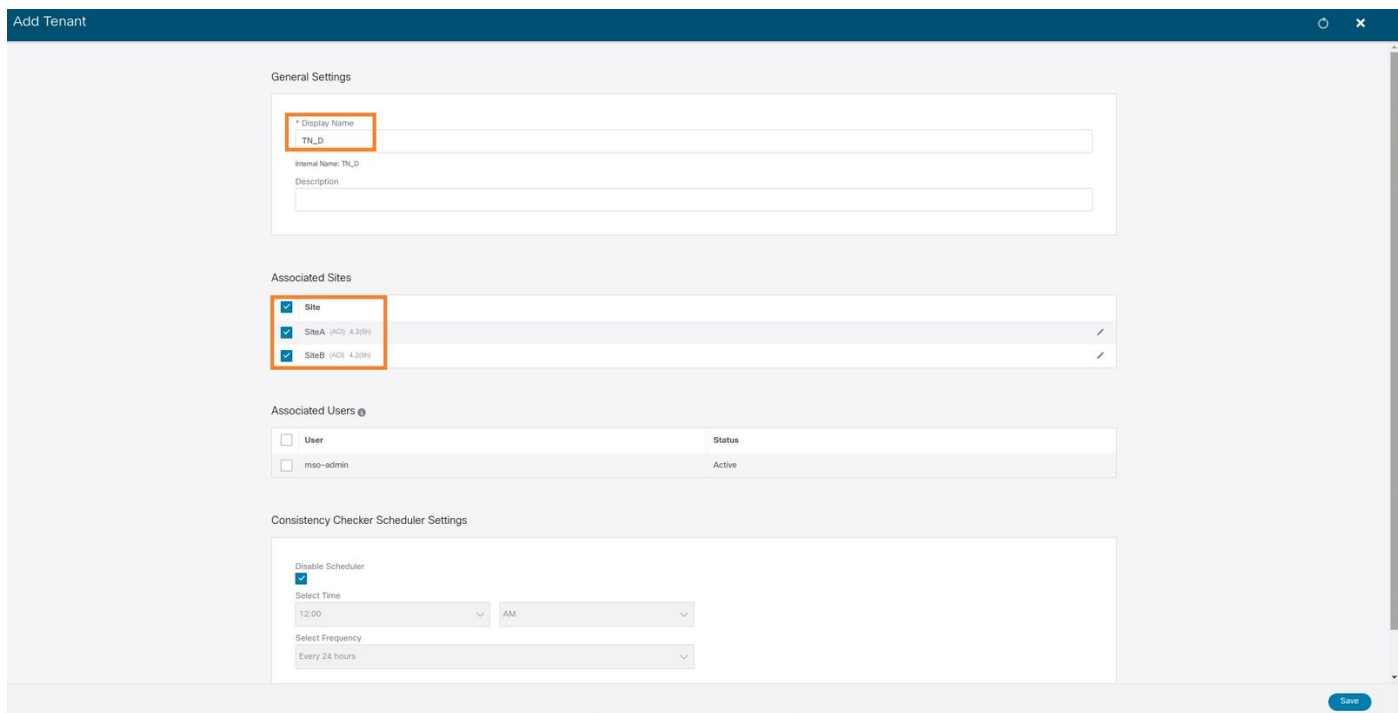 Add Tenant
General Settings
* Display Name
TN_D
Internal Name: TN_D
Description
Associated Sites
Site
SiteA (ACI) 4.2(6h)
SiteB (ACI) 4.2(6h)
Associated Users
User Status
mso-admin Active
Consistency Checker Scheduler Settings
Disable Scheduler
Select Time
12:00 AM
Select Frequency
Every 24 hours
Save